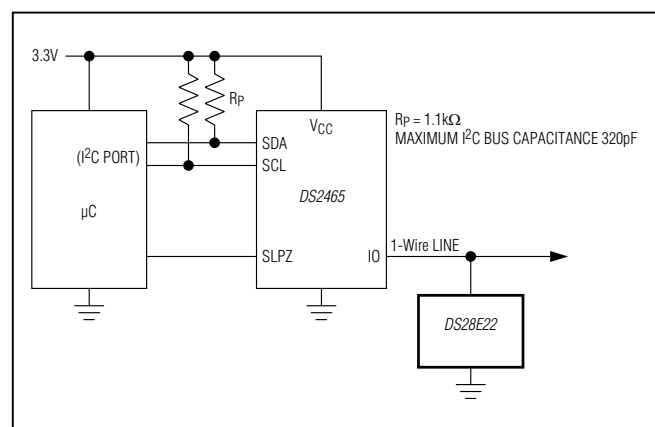 3.3V
RP
VCC
RP = 1.1kΩ
MAXIMUM I2C BUS CAPACITANCE 320pF
(I2C PORT)
SDA
SCL
DS2465
µC
SLPZ
IO
1-Wire LINE
DS28E22